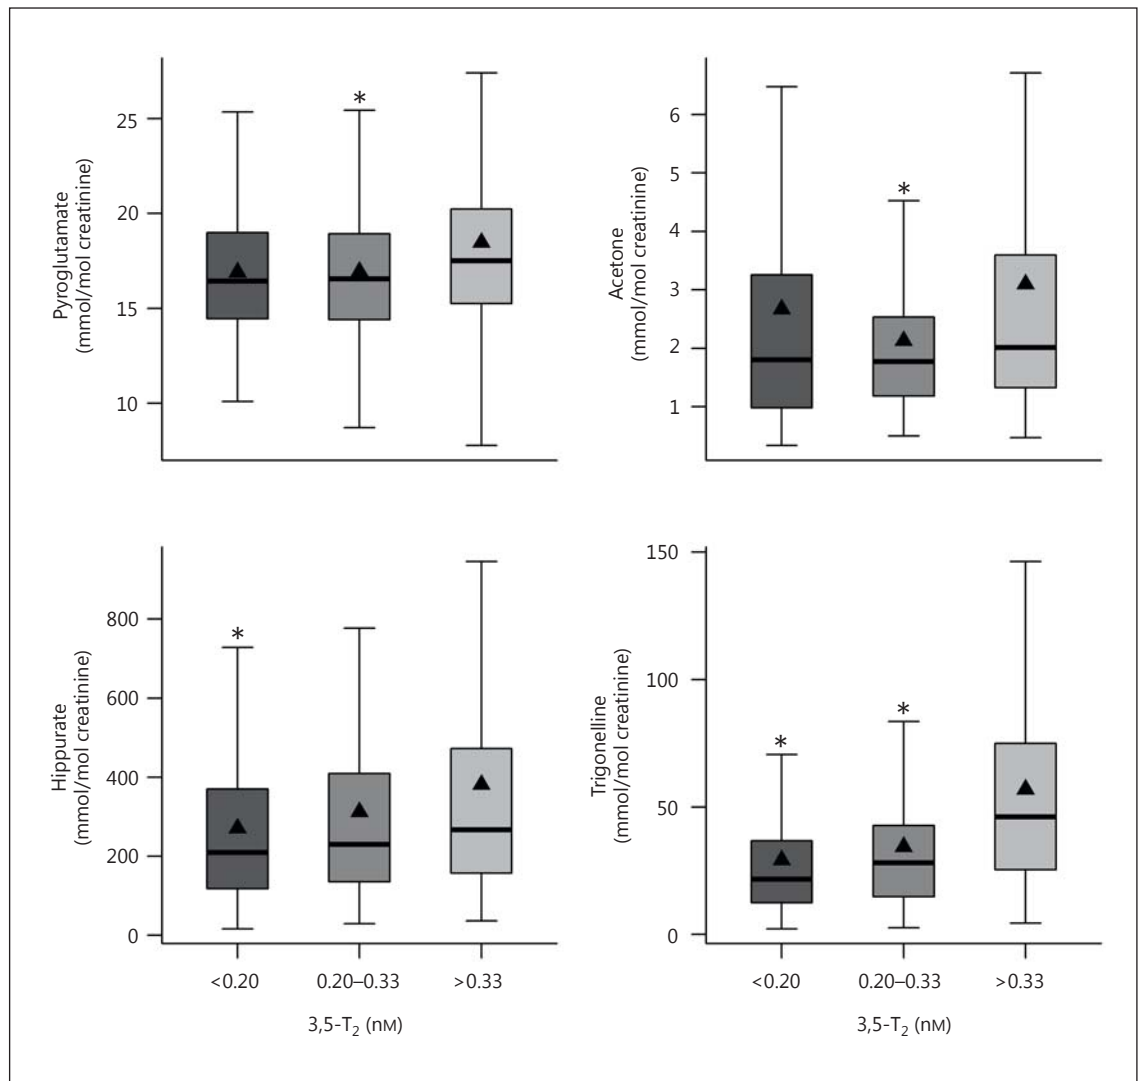 Pyroglutamate
(mmol/mol creatinine)
25
20
15
10
*
Acetone
(mmol/mol creatinine)
6
5
4
3
2
1
*
Hippurate
(mmol/mol creatinine)
800
600
400
200
0
*
<0.20 0.20–0.33 >0.33
3,5-T₂ (nM)
Trigonelline
(mmol/mol creatinine)
150
100
50
0
*
*
<0.20 0.20–0.33 >0.33
3,5-T₂ (nM)